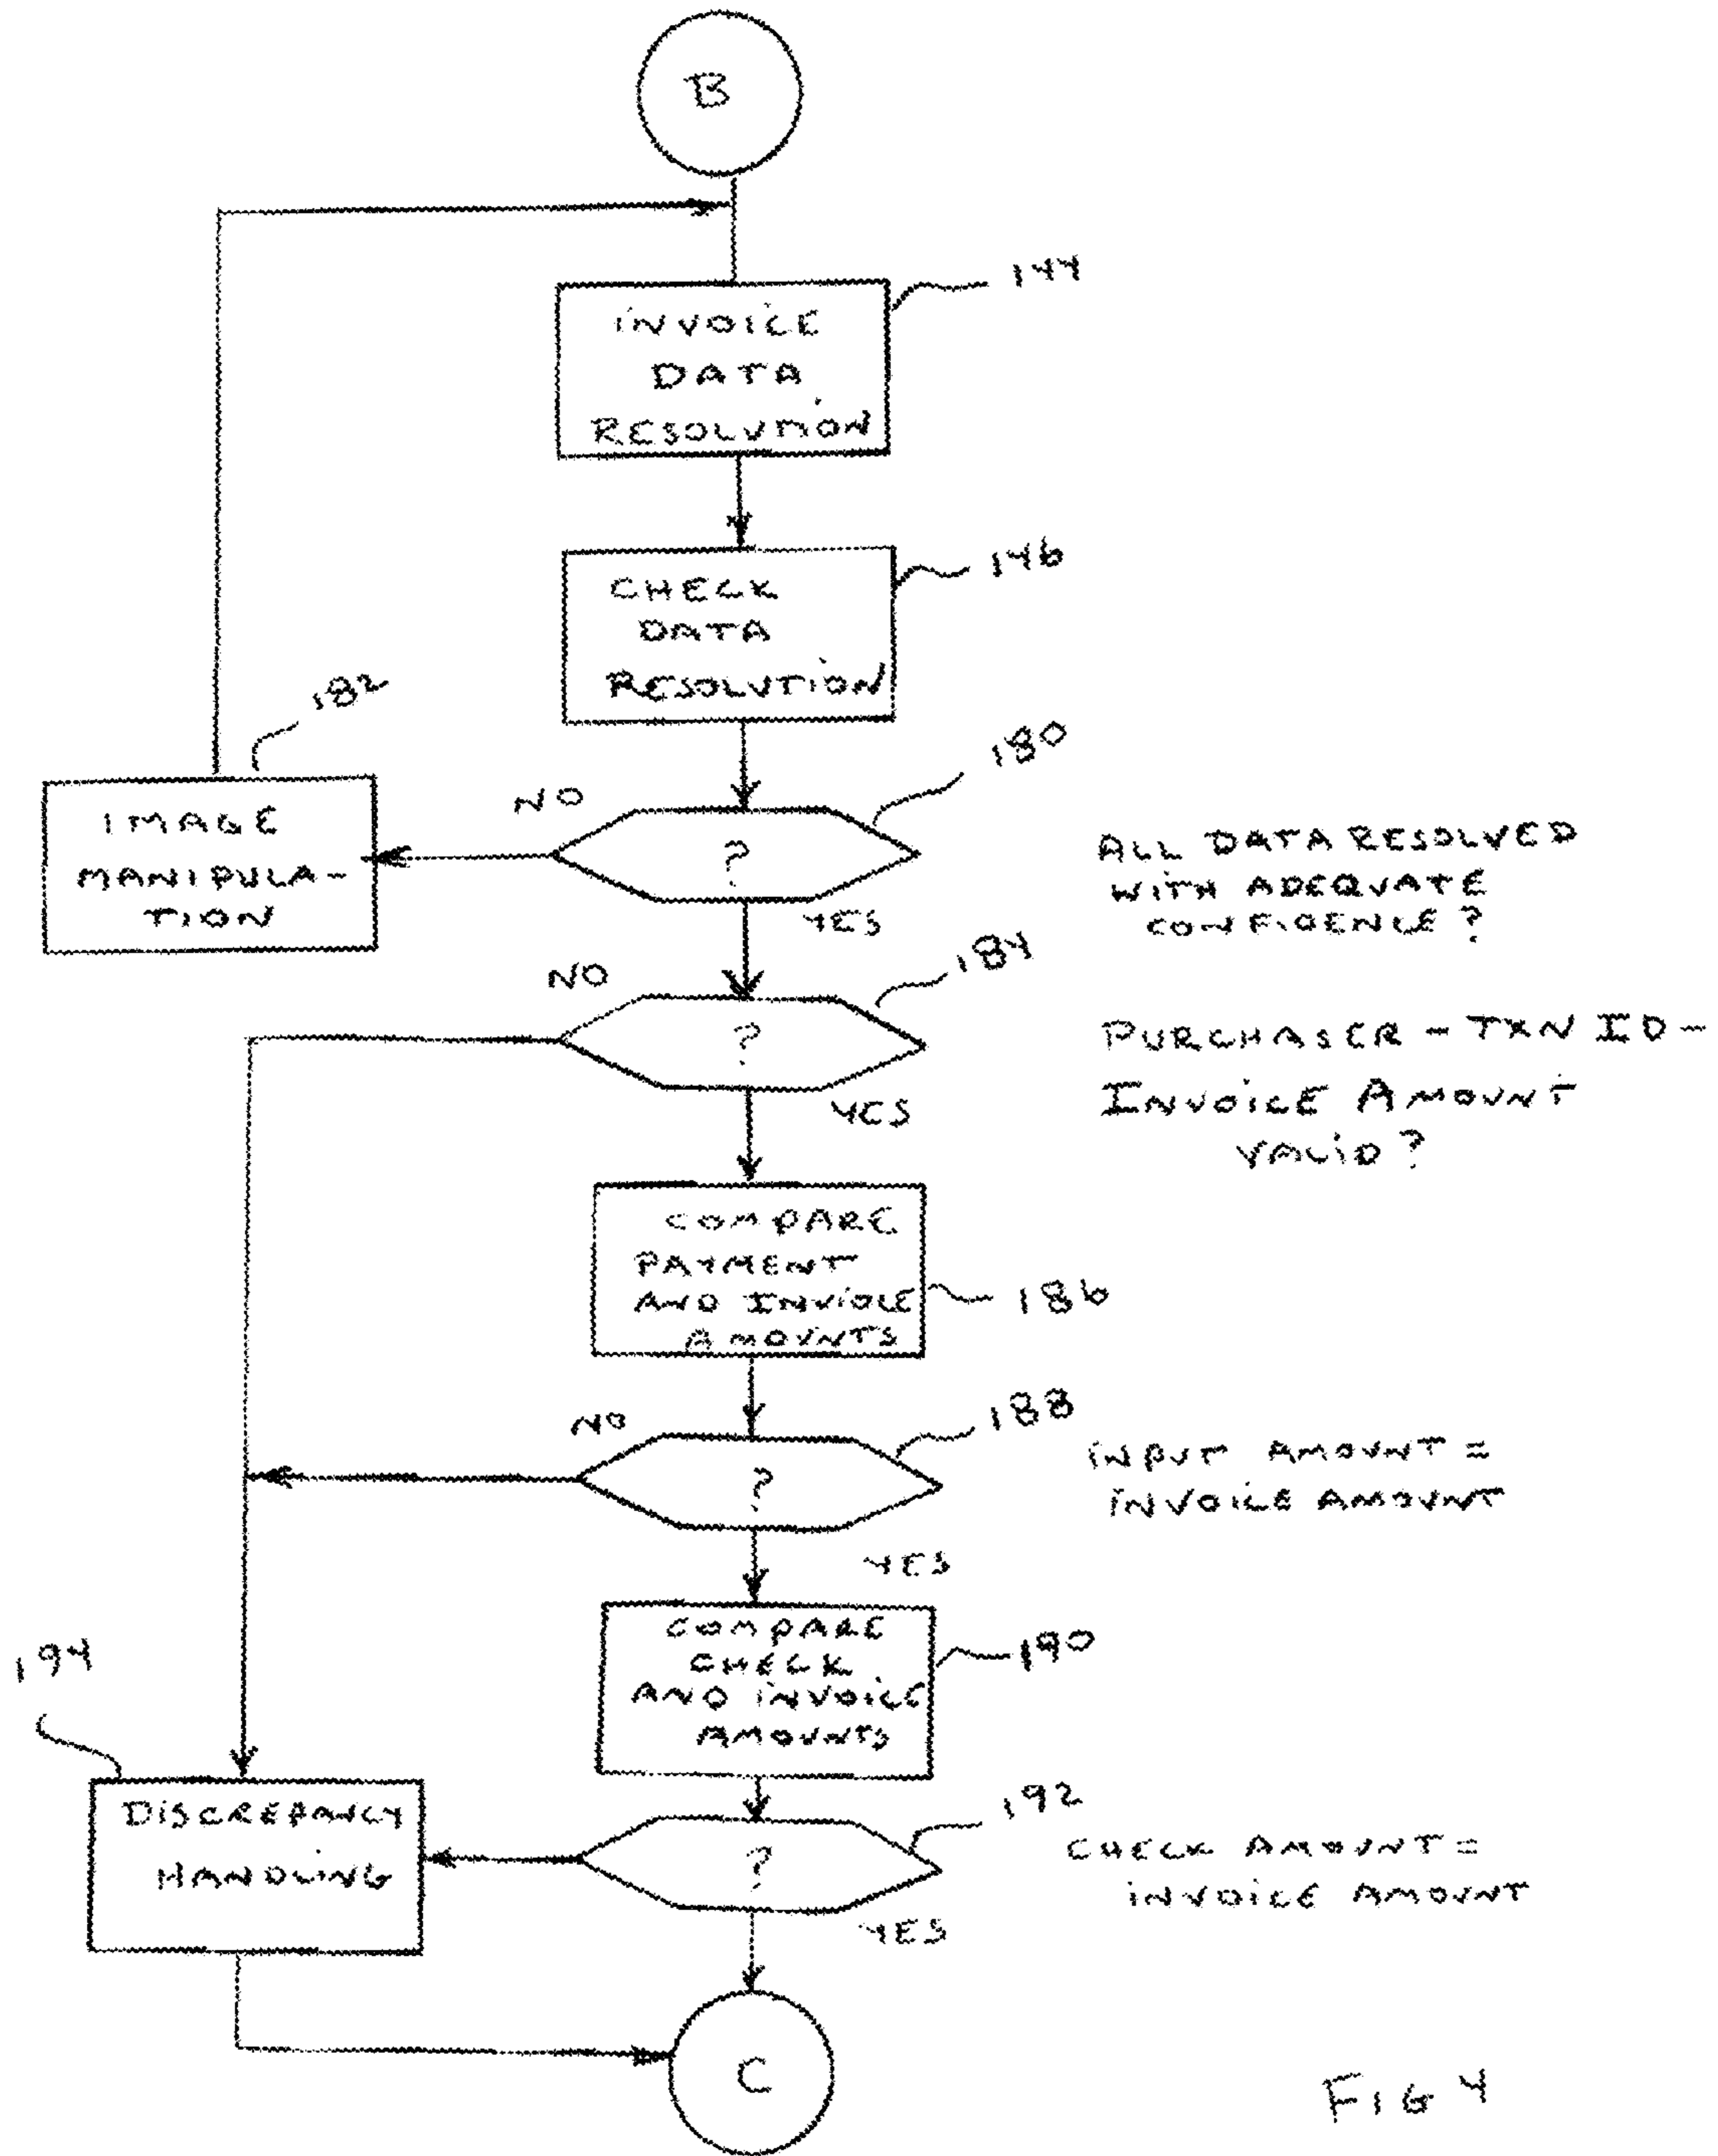 B
144
INVOICE
DATA
RESOLUTION
146
CHECK
DATA
RESOLUTION
182
180
IMAGE
MANIPULA-
TION
NO
?
YES
ALL DATA RESOLVED
WITH ADEQUATE
CONFIDENCE?
NO
184
?
YES
PURCHASER - TXN ID-
INVOICE AMOUNT
VALID?
COMPARE
PAYMENT
AND INVIOLE
AMOUNTS
186
NO
188
?
YES
INPUT AMOUNT =
INVOICE AMOUNT
COMPARE
CHECK
AND INVOICE
AMOUNTS
190
194
DISCREPANCY
HANDLING
192
?
YES
CHECK AMOUNT =
INVOICE AMOUNT
C
FIG 4